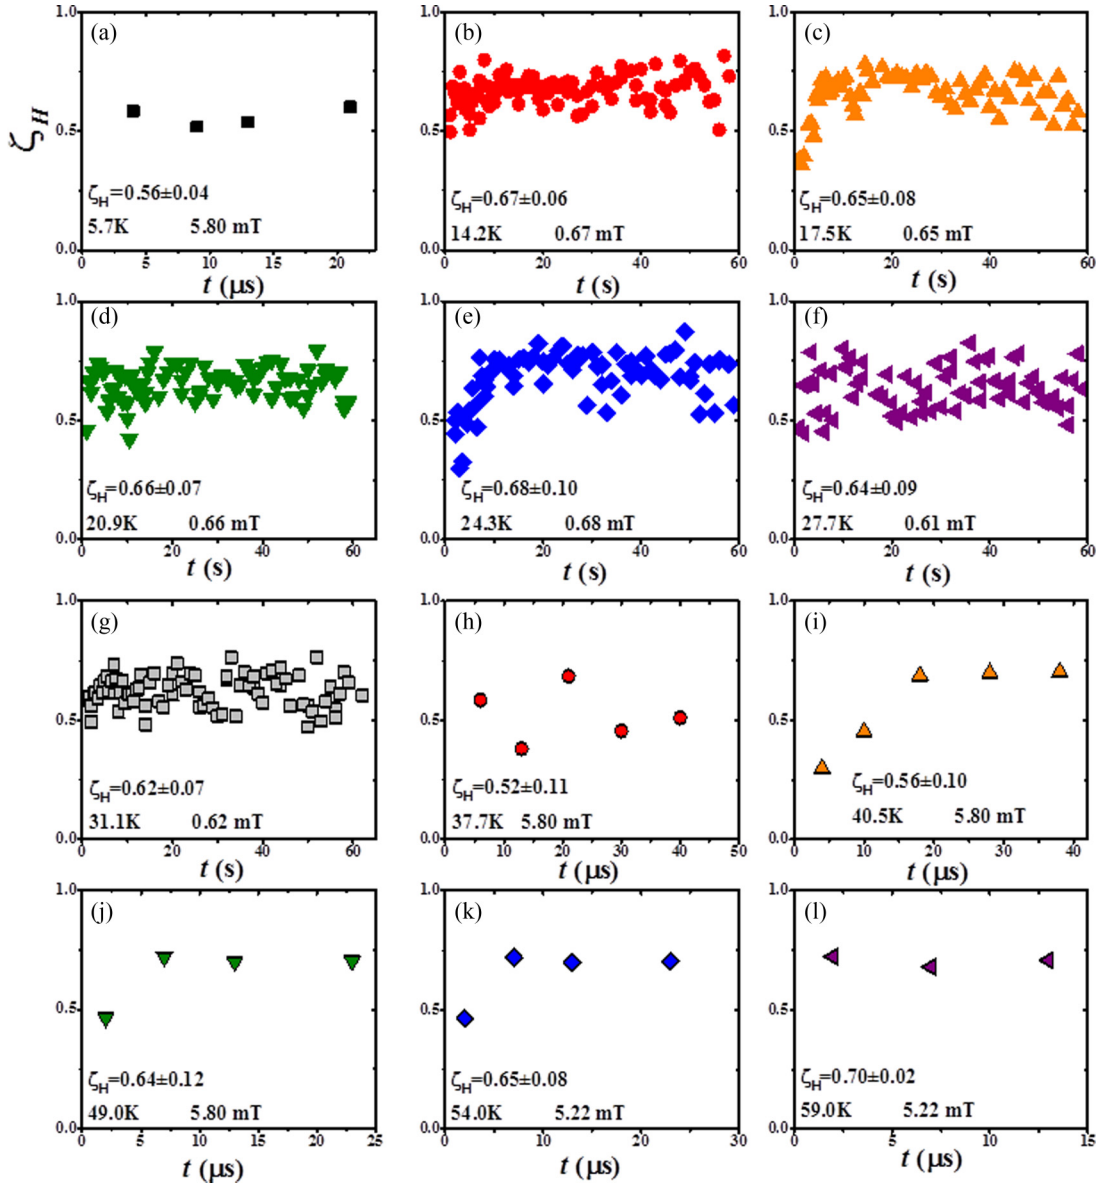 (a)
1.0
0.5
0.0
ζH
ζH=0.56±0.04
5.7K 5.80 mT
0 5 10 15 20
t (μs)
(b)
1.0
0.5
0.0
ζH=0.67±0.06
14.2K 0.67 mT
0 20 40 60
t (s)
(c)
1.0
0.5
0.0
ζH=0.65±0.08
17.5K 0.65 mT
0 20 40 60
t (s)
(d)
1.0
0.5
0.0
ζH=0.66±0.07
20.9K 0.66 mT
0 20 40 60
t (s)
(e)
1.0
0.5
0.0
ζH=0.68±0.10
24.3K 0.68 mT
0 20 40 60
t (s)
(f)
1.0
0.5
0.0
ζH=0.64±0.09
27.7K 0.61 mT
0 20 40 60
t (s)
(g)
1.0
0.5
0.0
ζH=0.62±0.07
31.1K 0.62 mT
0 20 40 60
t (s)
(h)
1.0
0.5
0.0
ζH=0.52±0.11
37.7K 5.80 mT
0 10 20 30 40 50
t (μs)
(i)
1.0
0.5
0.0
ζH=0.56±0.10
40.5K 5.80 mT
0 10 20 30 40
t (μs)
(j)
1.0
0.5
0.0
ζH=0.64±0.12
49.0K 5.80 mT
0 5 10 15 20 25
t (μs)
(k)
1.0
0.5
0.0
ζH=0.65±0.08
54.0K 5.22 mT
0 10 20 30
t (μs)
(l)
1.0
0.5
0.0
ζH=0.70±0.02
59.0K 5.22 mT
0 5 10 15
t (μs)